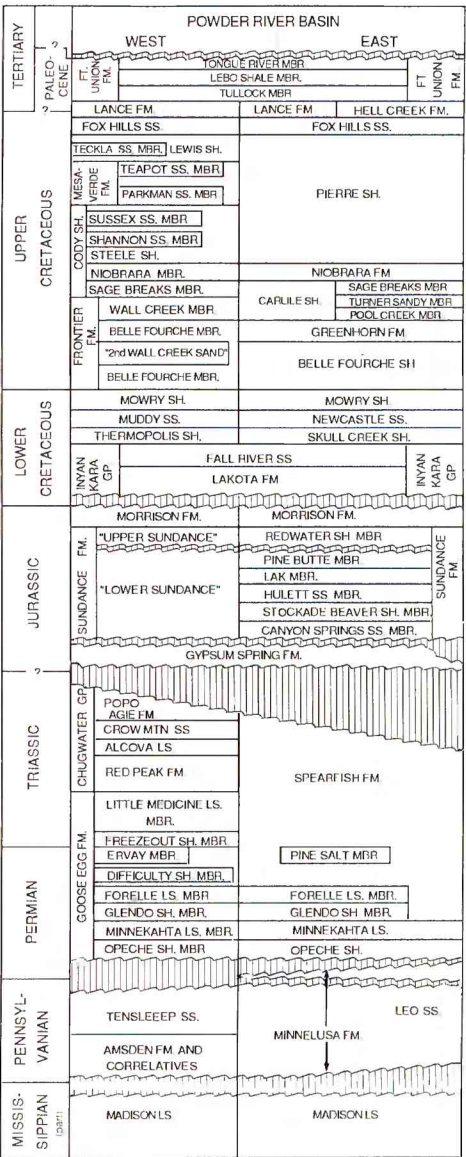 POWDER RIVER BASIN
WEST
EAST
TERTIARY
PALEO-
CENE
?
?
FT.
UNION
FM.
TONGUE RIVER MBR
LEBO SHALE MBR.
TULLOCK MBR
FT
UNION
FM.
UPPER
CRETACEOUS
LANCE FM.
LANCE FM
HELL CREEK FM.
FOX HILLS SS.
FOX HILLS SS.
TECKLA SS. MBR.
LEWIS SH.
MESA-
VERDE
FM.
TEAPOT SS. MBR.
PARKMAN SS. MBR
PIERRE SH.
CODY SH.
SUSSEX SS. MBR
SHANNON SS. MBR
STEELE SH.
NIOBRARA MBR.
NIOBRARA FM
SAGE BREAKS MBR.
CARLILE SH.
SAGE BREAKS MBR
TURNER SANDY MBR
POOL CREEK MBR.
FRONTIER
FM.
WALL CREEK MBR
BELLE FOURCHE MBR.
GREENHORN FM.
"2nd WALL CREEK SAND"
BELLE FOURCHE SH
BELLE FOURCHE MBR.
LOWER
CRETACEOUS
MOWRY SH.
MOWRY SH.
MUDDY SS.
NEWCASTLE SS.
THERMOPOLIS SH.
SKULL CREEK SH.
INYAN
KARA
GP
FALL RIVER SS
LAKOTA FM
INYAN
KARA
GP
JURASSIC
MORRISON FM.
MORRISON FM.
SUNDANCE FM.
"UPPER SUNDANCE"
REDWATER SH MBR
"LOWER SUNDANCE"
PINE BUTTE MBR
LAK MBR.
HULETT SS. MBR.
STOCKADE BEAVER SH. MBR.
CANYON SPRINGS SS. MBR.
SUNDANCE
FM.
GYPSUM SPRING FM.
?
TRIASSIC
CHUGWATER GP.
POPO
AGIE FM
CROW MTN SS
ALCOVA LS
RED PEAK FM
SPEARFISH FM
GOOSE EGG FM.
LITTLE MEDICINE LS.
MBR.
FREEZEOUT SH. MBR.
PERMIAN
ERVAY MBR
PINE SALT MBR
DIFFICULTY SH. MBR.
FORELLE LS. MBR
FORELLE LS. MBR
GLENDO SH. MBR.
GLENDO SH MBR
MINNEKAHTA LS. MBR.
MINNEKAHTA LS.
OPECHE SH. MBR
OPECHE SH.
PENNSYL-
VANIAN
TENSLEEEP SS.
LEO SS.
MINNELUSA FM
AMSDEN FM. AND
CORRELATIVES
MISSIS-
SIPPIAN
(part)
MADISON LS
MADISON LS